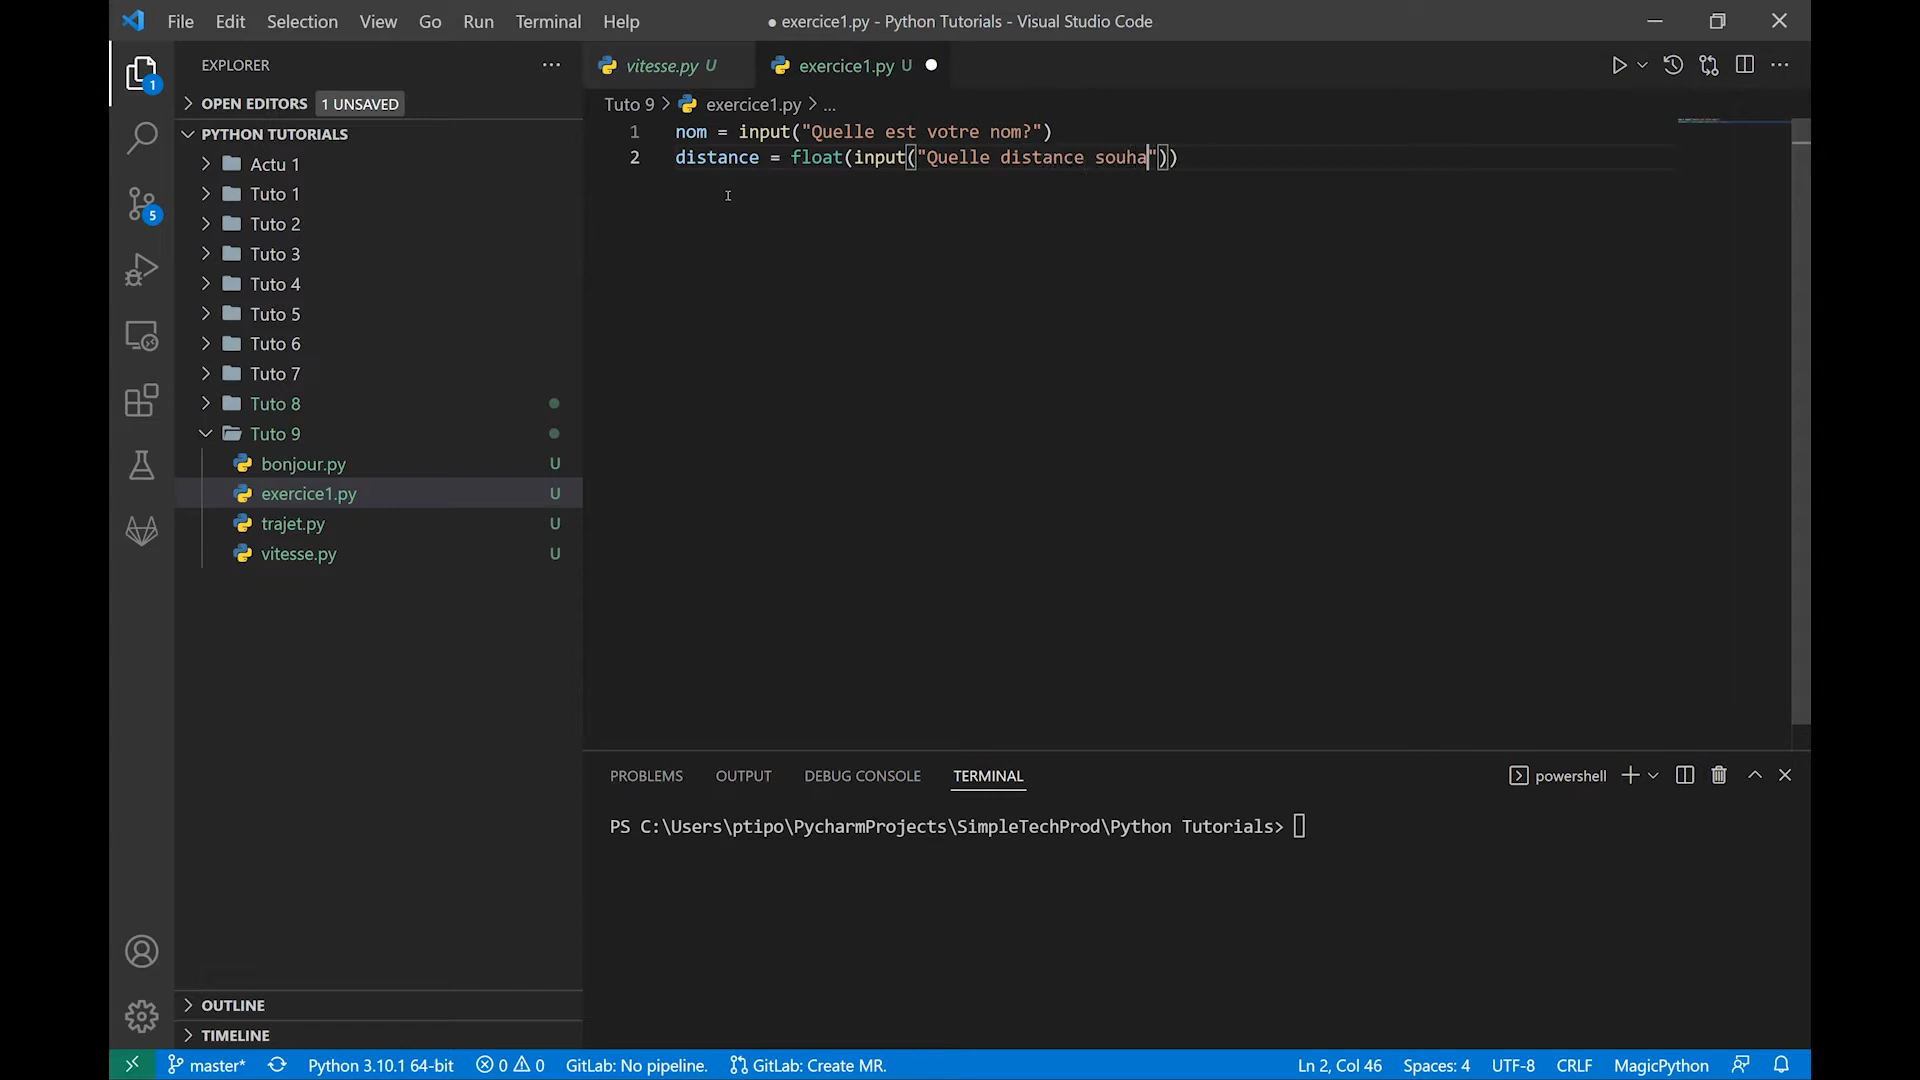 File Edit Selection View Go Run Terminal Help
● exercice1.py - Python Tutorials - Visual Studio Code
EXPLORER
OPEN EDITORS 1 UNSAVED
PYTHON TUTORIALS
Actu 1
Tuto 1
Tuto 2
Tuto 3
Tuto 4
Tuto 5
Tuto 6
Tuto 7
Tuto 8
Tuto 9
bonjour.py U
exercice1.py U
trajet.py U
vitesse.py U
OUTLINE
TIMELINE
1
5
vitesse.py U
exercice1.py U
Tuto 9 > exercice1.py > ...
1 nom = input("Quelle est votre nom?")
2 distance = float(input("Quelle distance souha"))
PROBLEMS OUTPUT DEBUG CONSOLE TERMINAL
powershell
PS C:\Users\ptipo\PycharmProjects\SimpleTechProd\Python Tutorials>
master* Python 3.10.1 64-bit 0 0 GitLab: No pipeline. GitLab: Create MR.
Ln 2, Col 46 Spaces: 4 UTF-8 CRLF MagicPython